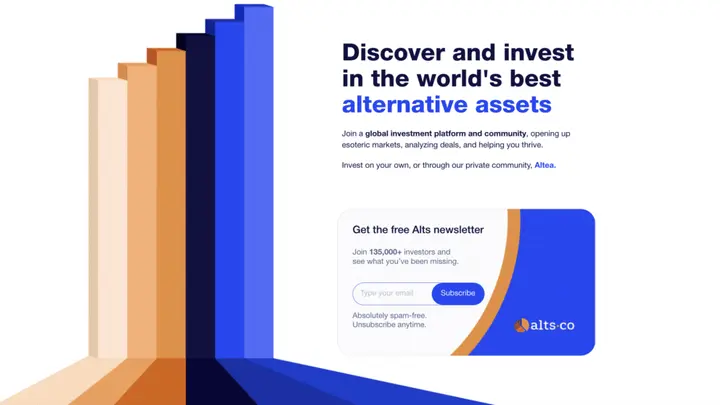 Discover and invest
in the world's best
alternative assets
Join a global investment platform and community, opening up
esoteric markets, analyzing deals, and helping you thrive.
Invest on your own, or through our private community, Altea.
Get the free Alts newsletter
Join 135,000+ investors and
see what you've been missing.
Type your email
Subscribe
Absolutely spam-free.
Unsubscribe anytime.
alts·co